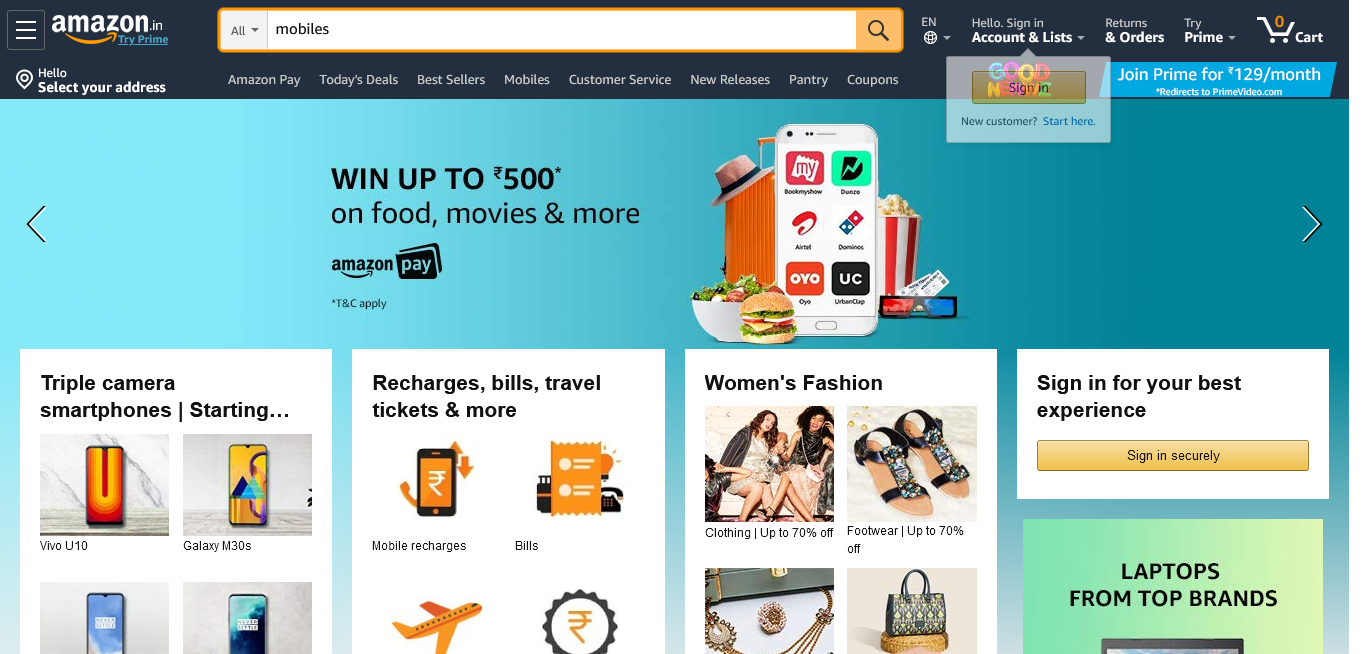 amazon.in
Try Prime
All
mobiles
EN
Hello. Sign in
Account & Lists
Returns
& Orders
Try
Prime
0
Cart
Hello
Select your address
Amazon Pay
Today's Deals
Best Sellers
Mobiles
Customer Service
New Releases
Pantry
Coupons
GOOD
NEWZ
Sign in
New customer? Start here.
Join Prime for ₹129/month
*Redirects to PrimeVideo.com
WIN UP TO ₹500*
on food, movies & more
amazon pay
*T&C apply
my
Bookmyshow
Dunzo
Airtel
Dominos
OYO
Oyo
UC
UrbanClap
Triple camera
smartphones | Starting…
Vivo U10
Galaxy M30s
NEVER
SETTLE
NEVER
SETTLE
Recharges, bills, travel
tickets & more
Mobile recharges
Bills
Women's Fashion
Clothing | Up to 70% off
Footwear | Up to 70%
off
Sign in for your best
experience
Sign in securely
LAPTOPS
FROM TOP BRANDS